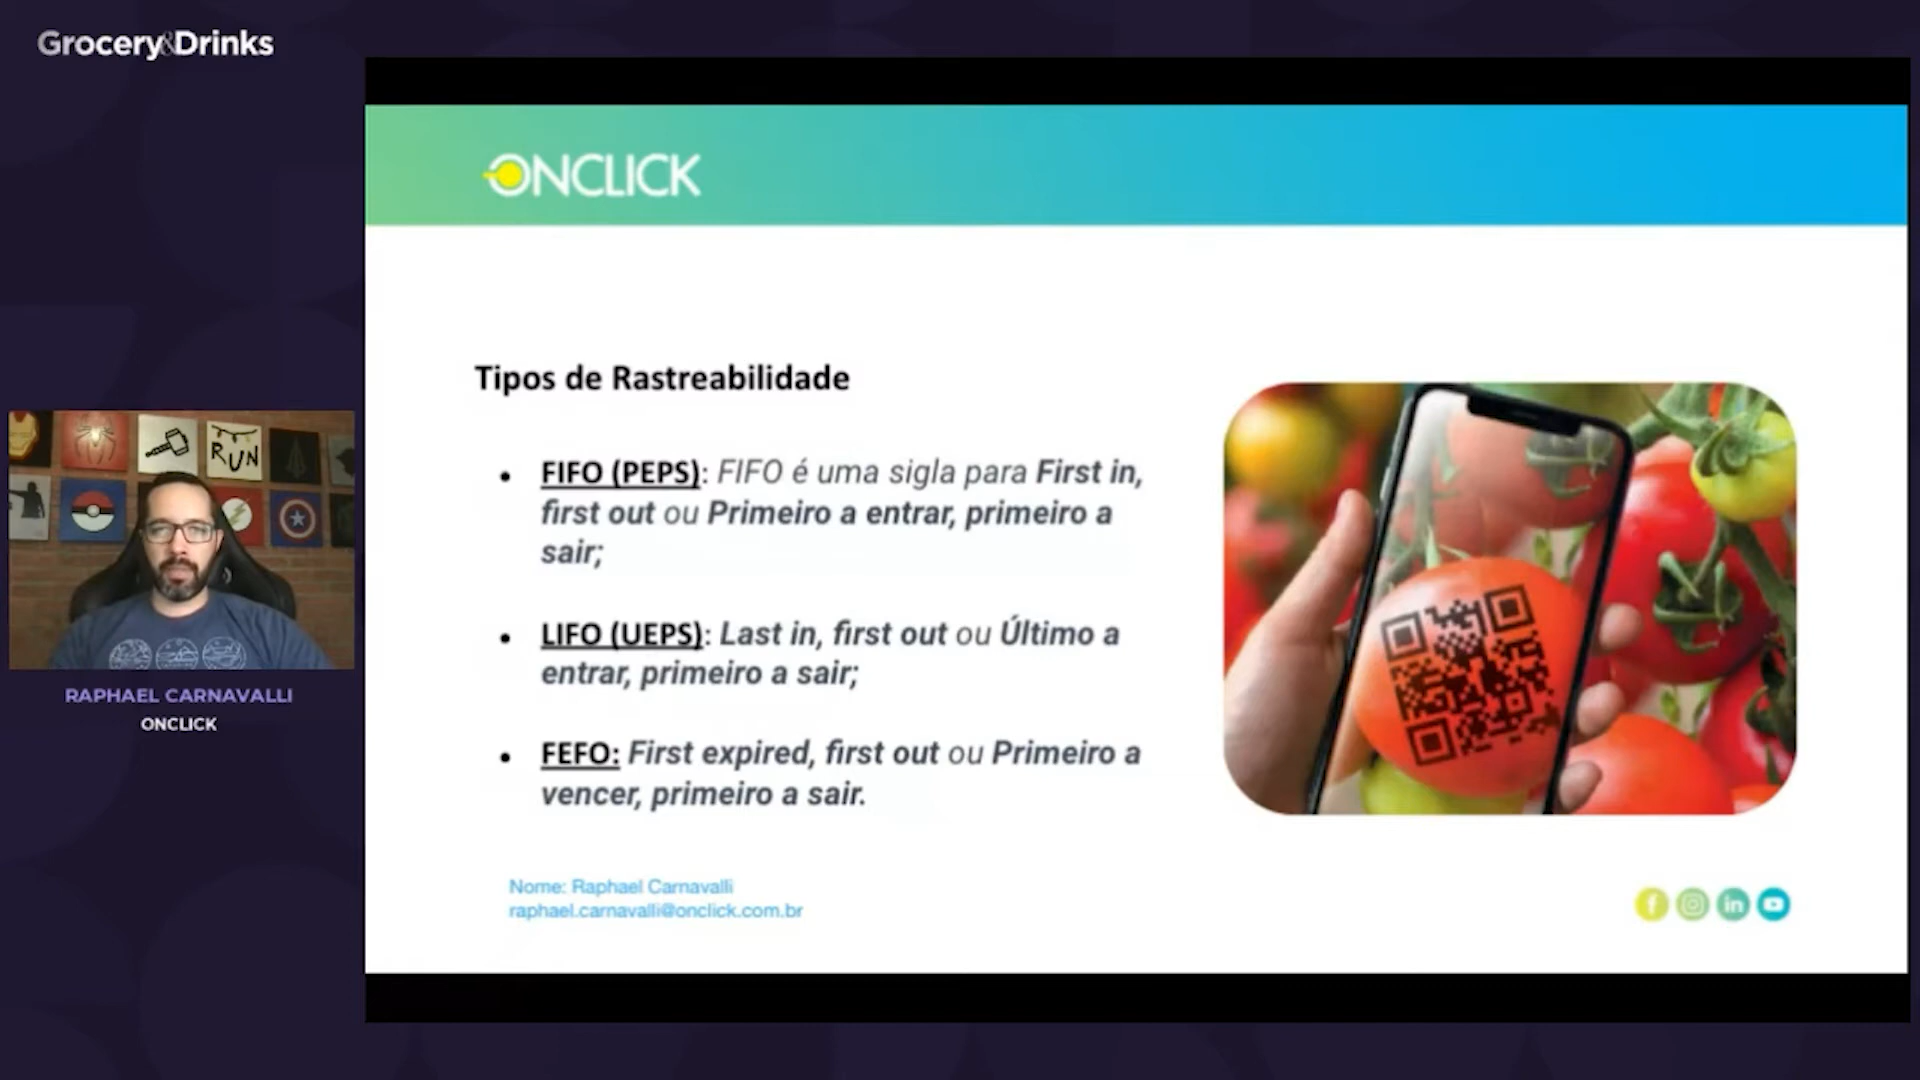 Grocery&Drinks
ONCLICK
Tipos de Rastreabilidade
• FIFO (PEPS): FIFO é uma sigla para First in,
first out ou Primeiro a entrar, primeiro a
sair;
• LIFO (UEPS): Last in, first out ou Último a
entrar, primeiro a sair;
• FEFO: First expired, first out ou Primeiro a
vencer, primeiro a sair.
Nome: Raphael Carnavalli
raphael.carnavalli@onclick.com.br
RUN
RAPHAEL CARNAVALLI
ONCLICK